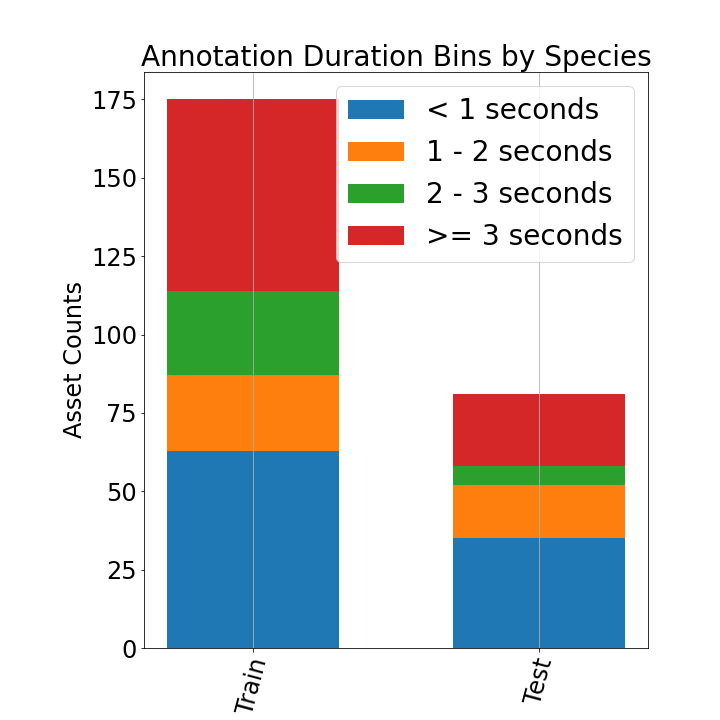 Annotation Duration Bins by Species
< 1 seconds
1 - 2 seconds
2 - 3 seconds
>= 3 seconds
175
150
125
100
75
50
25
0
Asset Counts
Train
Test